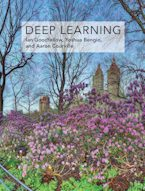 DEEP LEARNING
Ian Goodfellow, Yoshua Bengio,
and Aaron Courville